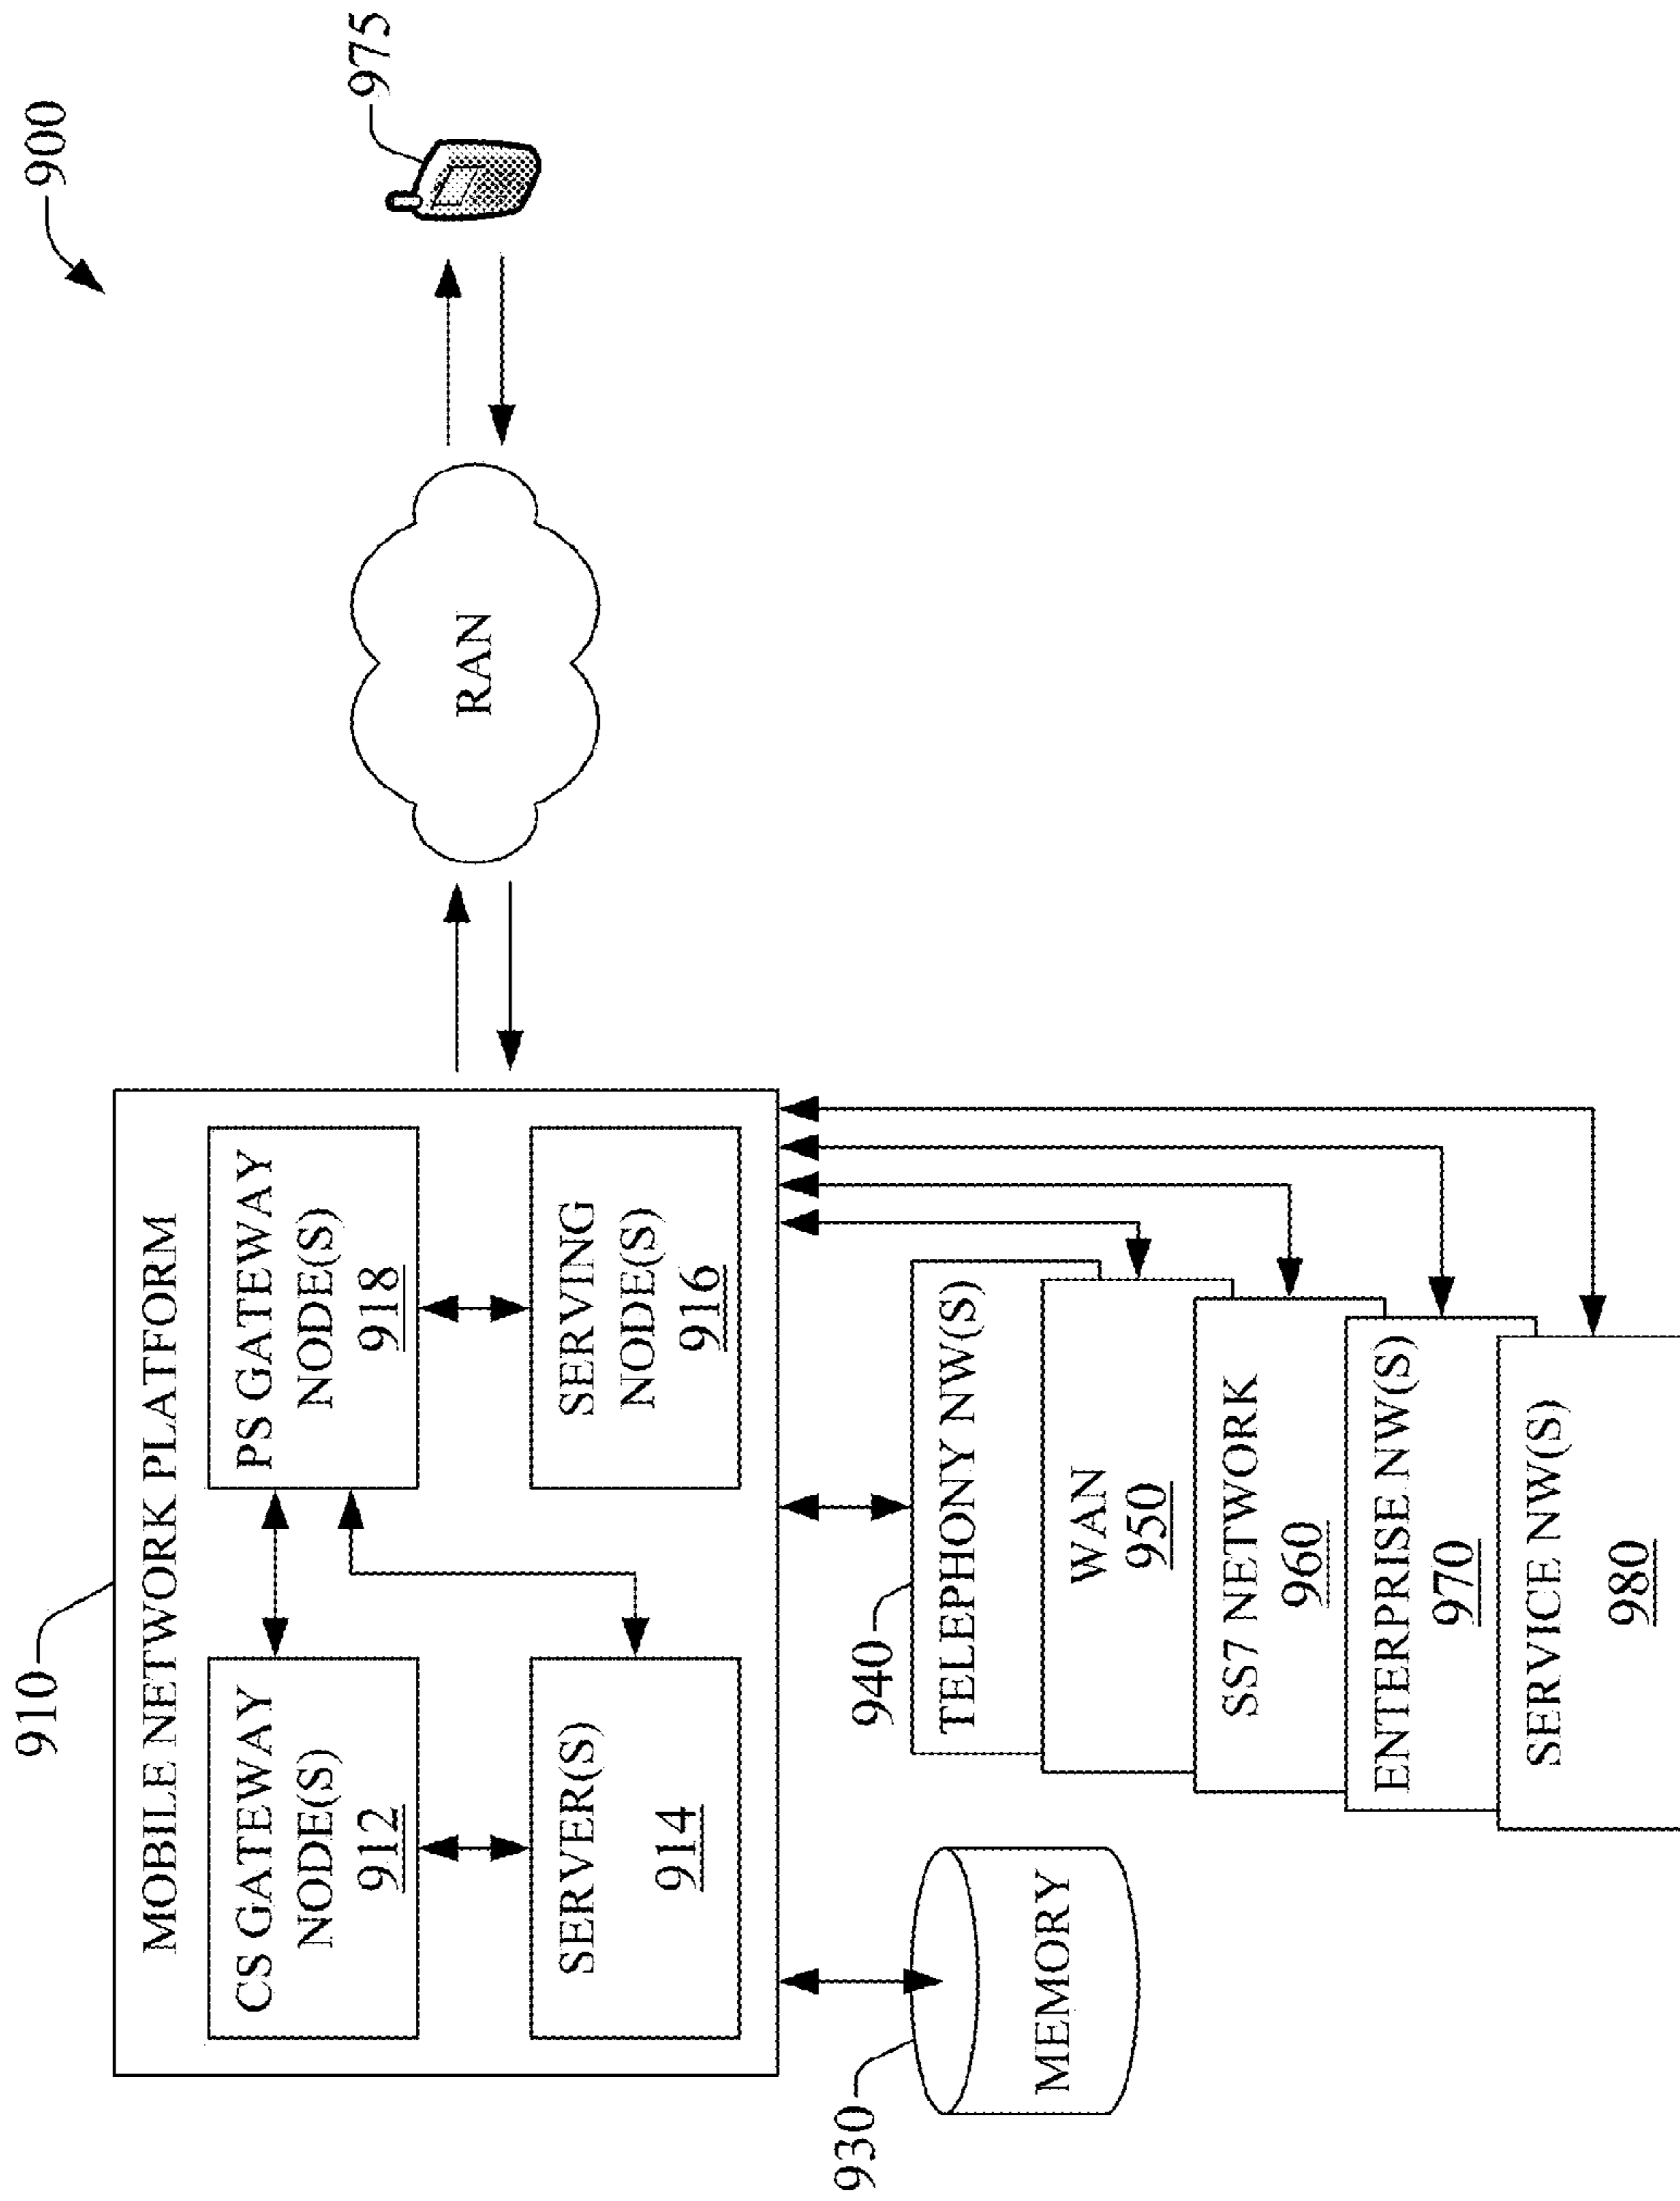 900
910
MOBILE NETWORK PLATFORM
CS GATEWAY
NODE(S)
912
PS GATEWAY
NODE(S)
918
SERVER(S)
914
SERVING
NODE(S)
916
RAN
975
930
MEMORY
940
TELEPHONY NW(S)
WAN
950
SS7 NETWORK
960
ENTERPRISE NW(S)
970
SERVICE NW(S)
980